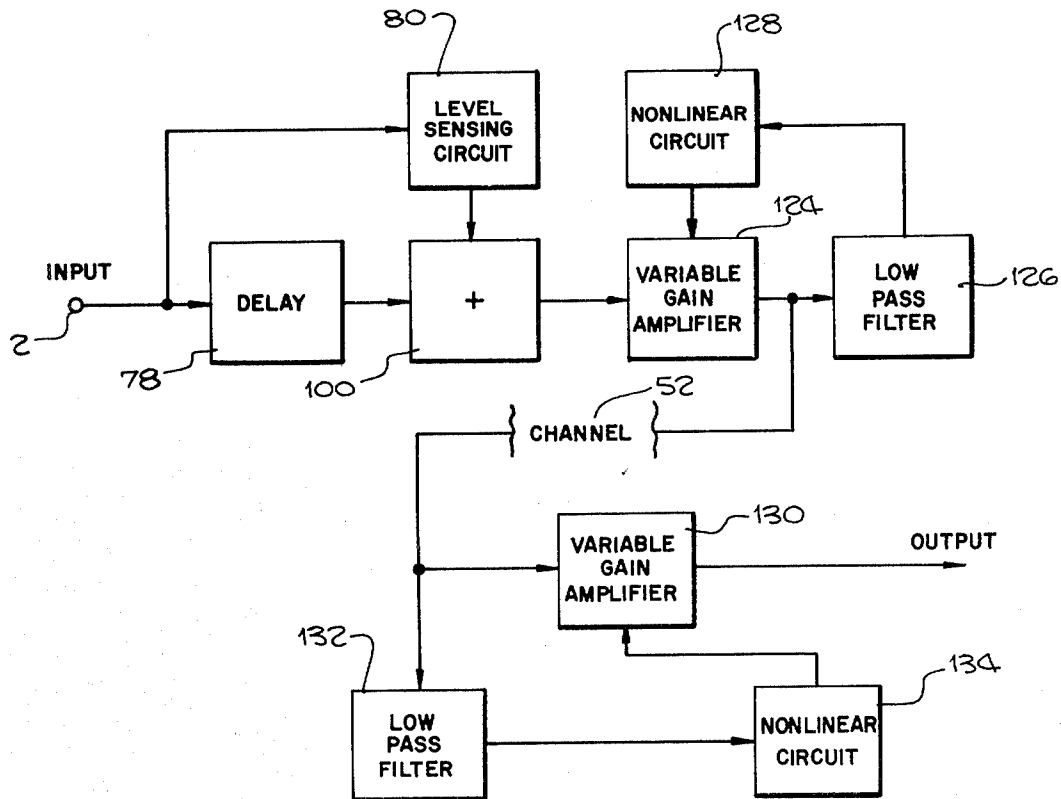 80
128
LEVEL
SENSING
CIRCUIT
NONLINEAR
CIRCUIT
124
INPUT
2
DELAY
78
+
100
VARIABLE
GAIN
AMPLIFIER
LOW
PASS
FILTER
126
52
CHANNEL
130
VARIABLE
GAIN
AMPLIFIER
OUTPUT
132
LOW
PASS
FILTER
134
NONLINEAR
CIRCUIT